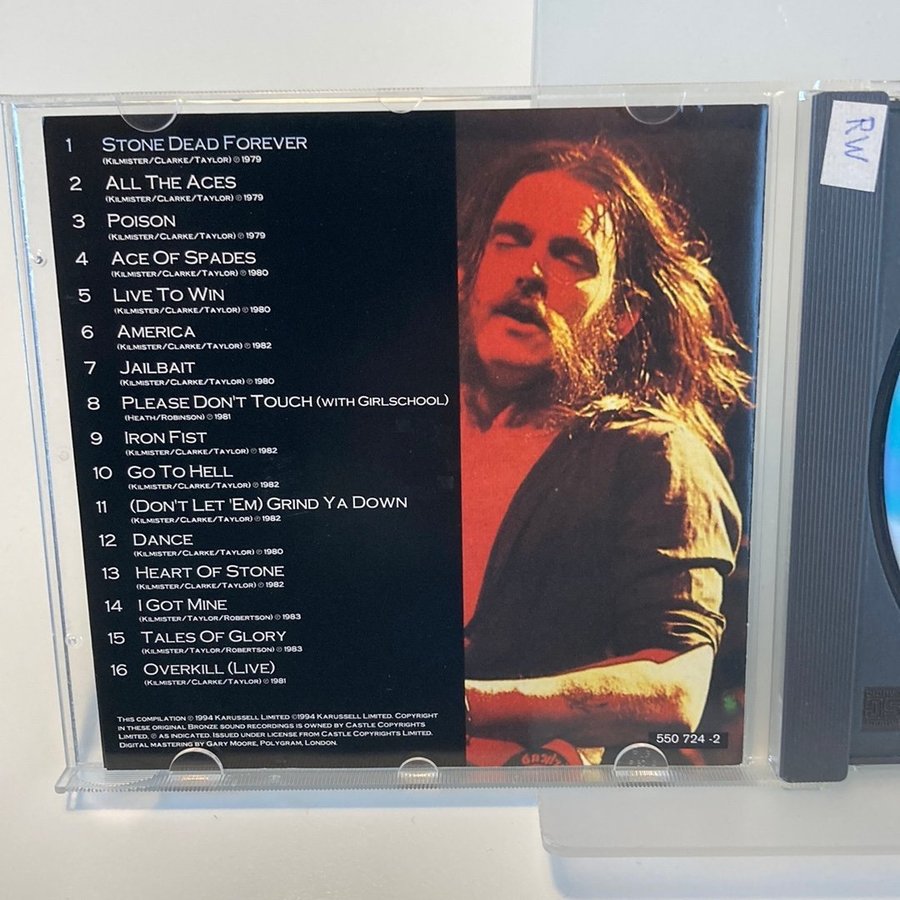 1 STONE DEAD FOREVER
(KILMISTER/CLARKE/TAYLOR) ℗ 1979
2 ALL THE ACES
(KILMISTER/CLARKE/TAYLOR) ℗ 1979
3 POISON
(KILMISTER/CLARKE/TAYLOR) ℗ 1979
4 ACE OF SPADES
(KILMISTER/CLARKE/TAYLOR) ℗ 1980
5 LIVE TO WIN
(KILMISTER/CLARKE/TAYLOR) ℗ 1980
6 AMERICA
(KILMISTER/CLARKE/TAYLOR) ℗ 1982
7 JAILBAIT
(KILMISTER/CLARKE/TAYLOR) ℗ 1980
8 PLEASE DON'T TOUCH (WITH GIRLSCHOOL)
(HEATH/ROBINSON) ℗ 1981
9 IRON FIST
(KILMISTER/CLARKE/TAYLOR) ℗ 1982
10 GO TO HELL
(KILMISTER/CLARKE/TAYLOR) ℗ 1982
11 (DON'T LET 'EM) GRIND YA DOWN
(KILMISTER/CLARKE/TAYLOR) ℗ 1982
12 DANCE
(KILMISTER/CLARKE/TAYLOR) ℗ 1980
13 HEART OF STONE
(KILMISTER/CLARKE/TAYLOR) ℗ 1982
14 I GOT MINE
(KILMISTER/TAYLOR/ROBERTSON) ℗ 1983
15 TALES OF GLORY
(KILMISTER/TAYLOR/ROBERTSON) ℗ 1983
16 OVERKILL (LIVE)
(KILMISTER/CLARKE/TAYLOR) ℗ 1981
THIS COMPILATION ℗ 1994 KARUSSELL LIMITED ©1994 KARUSSELL LIMITED. COPYRIGHT
IN THESE ORIGINAL BRONZE SOUND RECORDINGS IS OWNED BY CASTLE COPYRIGHTS
LIMITED, ℗ AS INDICATED. ISSUED UNDER LICENSE FROM CASTLE COPYRIGHTS LIMITED.
DIGITAL MASTERING BY GARY MOORE, POLYGRAM, LONDON.
550 724 -2
RW